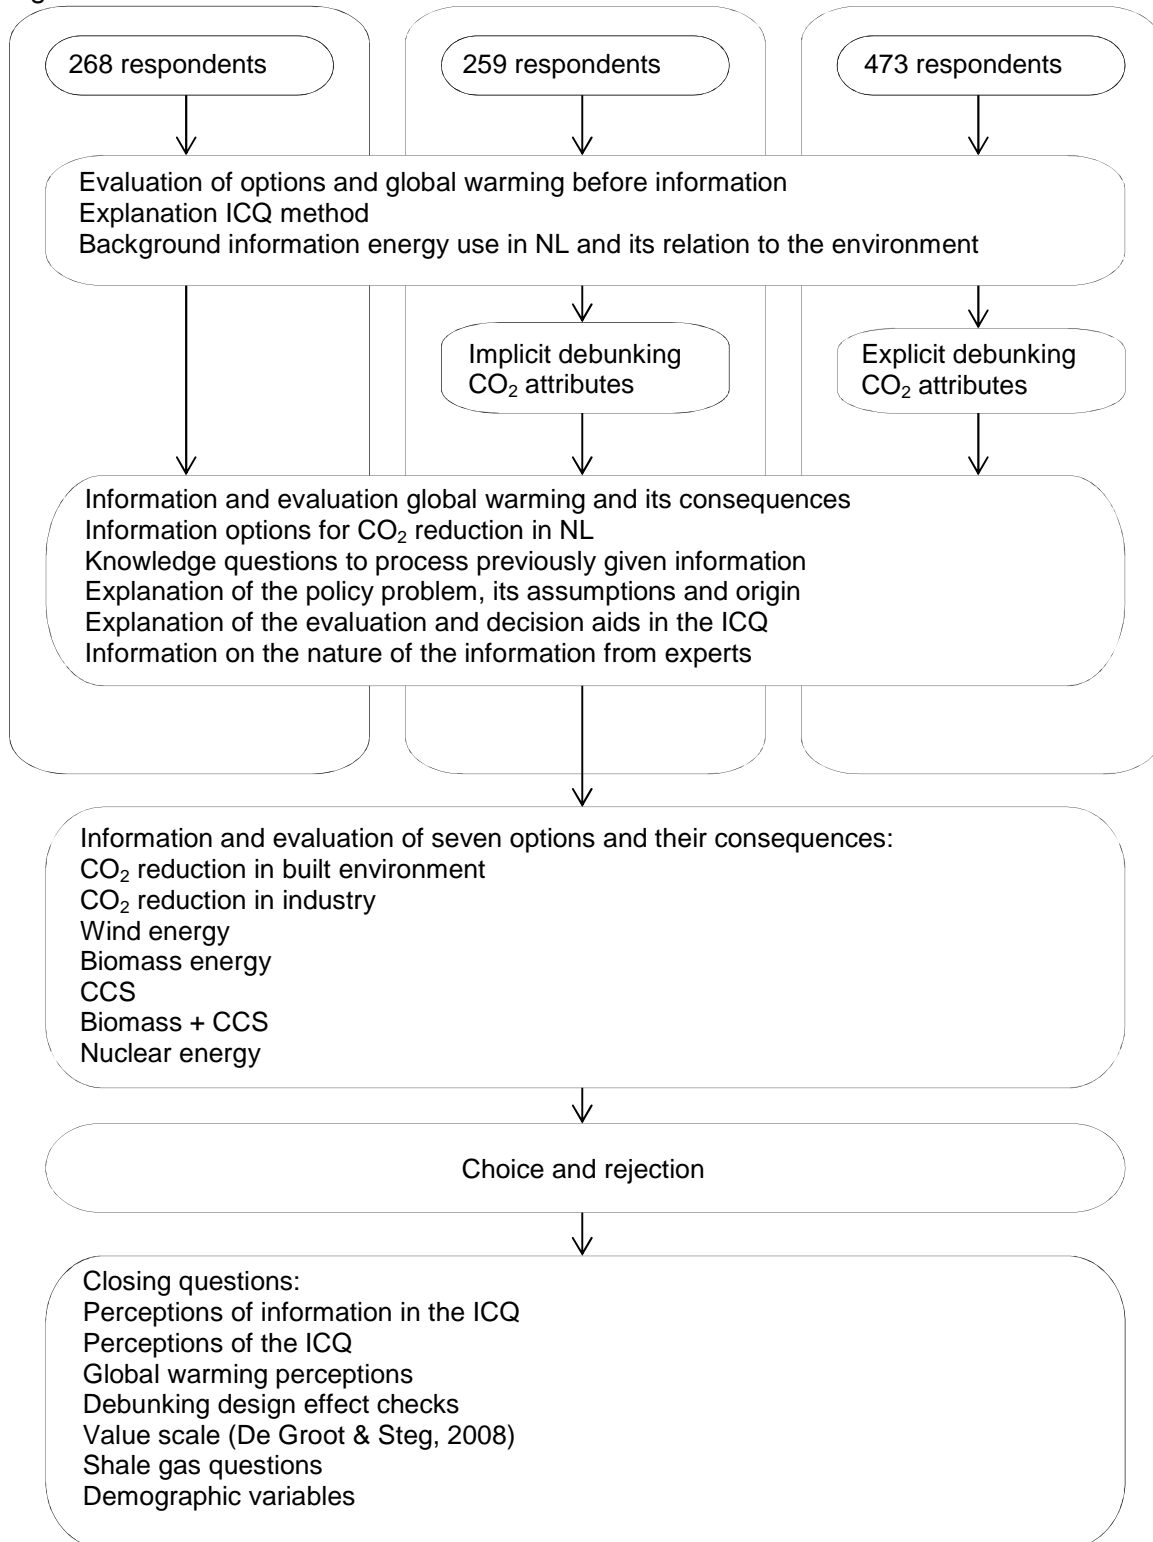 268 respondents
259 respondents
473 respondents
Evaluation of options and global warming before information
Explanation ICQ method
Background information energy use in NL and its relation to the environment
Implicit debunking
CO₂ attributes
Explicit debunking
CO₂ attributes
Information and evaluation global warming and its consequences
Information options for CO₂ reduction in NL
Knowledge questions to process previously given information
Explanation of the policy problem, its assumptions and origin
Explanation of the evaluation and decision aids in the ICQ
Information on the nature of the information from experts
Information and evaluation of seven options and their consequences:
CO₂ reduction in built environment
CO₂ reduction in industry
Wind energy
Biomass energy
CCS
Biomass + CCS
Nuclear energy
Choice and rejection
Closing questions:
Perceptions of information in the ICQ
Perceptions of the ICQ
Global warming perceptions
Debunking design effect checks
Value scale (De Groot & Steg, 2008)
Shale gas questions
Demographic variables